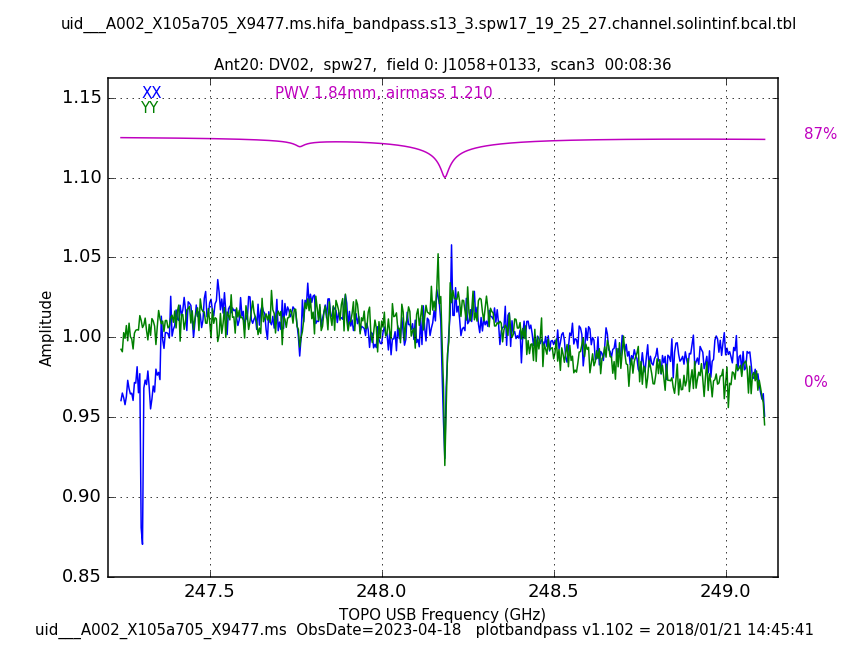 uid___A002_X105a705_X9477.ms.hifa_bandpass.s13_3.spw17_19_25_27.channel.solintinf.bcal.tbl
Ant20: DV02,  spw27,  field 0: J1058+0133,  scan3  00:08:36
XX
YY
PWV 1.84mm, airmass 1.210
1.15
1.10
1.05
1.00
0.95
0.90
0.85
Amplitude
87%
0%
247.5
248.0
248.5
249.0
TOPO USB Frequency (GHz)
uid___A002_X105a705_X9477.ms  ObsDate=2023-04-18   plotbandpass v1.102 = 2018/01/21 14:45:41